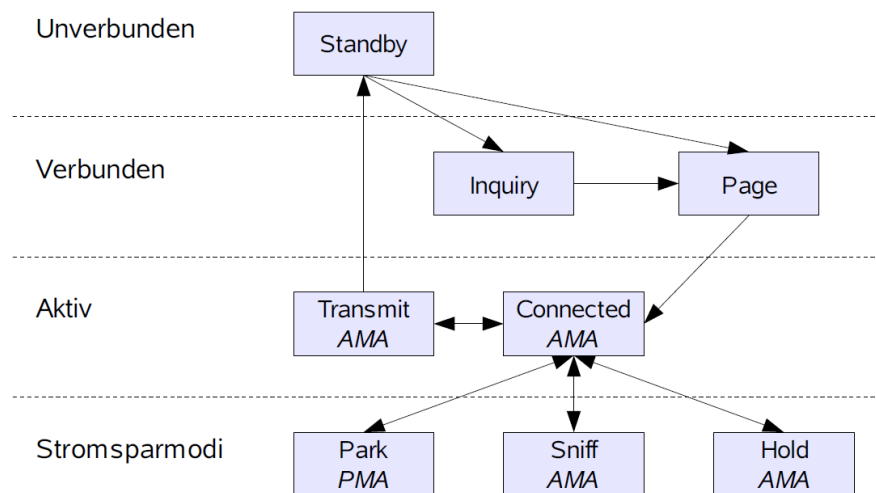 Unverbunden
Standby
Verbunden
Inquiry
Page
Aktiv
Transmit
AMA
Connected
AMA
Stromsparmodi
Park
PMA
Sniff
AMA
Hold
AMA